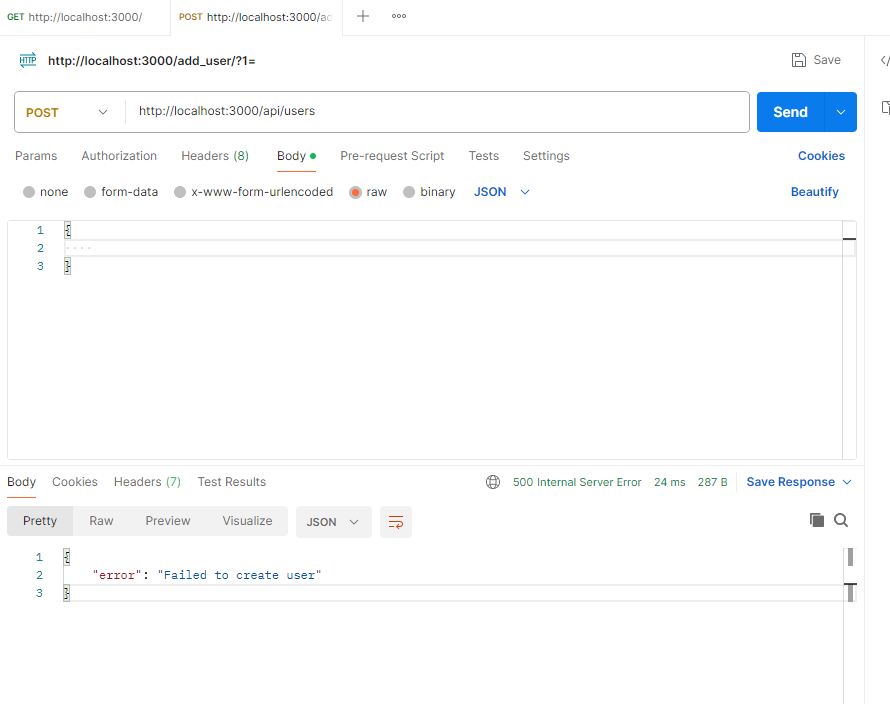 GET http://localhost:3000/ POST http://localhost:3000/ad
HTTP http://localhost:3000/add_user/?1= Save
POST http://localhost:3000/api/users Send
Params Authorization Headers (8) Body Pre-request Script Tests Settings Cookies
none form-data x-www-form-urlencoded raw binary JSON Beautify
1 {
2 ····
3 }
Body Cookies Headers (7) Test Results 500 Internal Server Error 24 ms 287 B Save Response
Pretty Raw Preview Visualize JSON
1 {
2 "error": "Failed to create user"
3 }